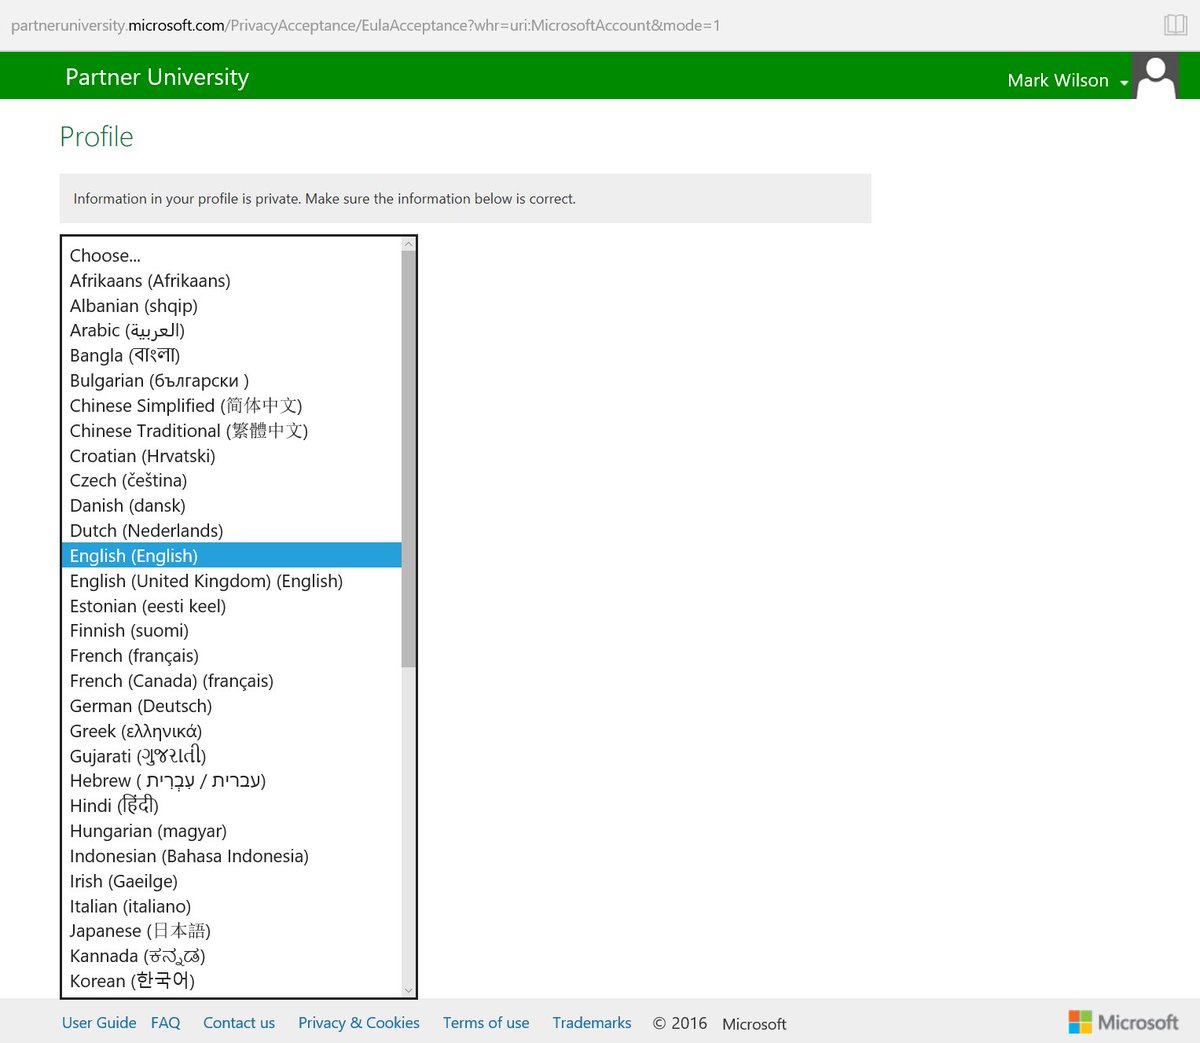 partneruniversity.microsoft.com/PrivacyAcceptance/EulaAcceptance?whr=uri:MicrosoftAccount&mode=1
Partner University
Mark Wilson
Profile
Information in your profile is private. Make sure the information below is correct.
Choose...
Afrikaans (Afrikaans)
Albanian (shqip)
Arabic (العربية)
Bangla (বাংলা)
Bulgarian (български )
Chinese Simplified (简体中文)
Chinese Traditional (繁體中文)
Croatian (Hrvatski)
Czech (čeština)
Danish (dansk)
Dutch (Nederlands)
English (English)
English (United Kingdom) (English)
Estonian (eesti keel)
Finnish (suomi)
French (français)
French (Canada) (français)
German (Deutsch)
Greek (ελληνικά)
Gujarati (ગુજરાતી)
Hebrew ( עברית / עִבְרִית)
Hindi (हिंदी)
Hungarian (magyar)
Indonesian (Bahasa Indonesia)
Irish (Gaeilge)
Italian (italiano)
Japanese (日本語)
Kannada (ಕನ್ನಡ)
Korean (한국어)
User Guide FAQ Contact us Privacy & Cookies Terms of use Trademarks © 2016 Microsoft Microsoft